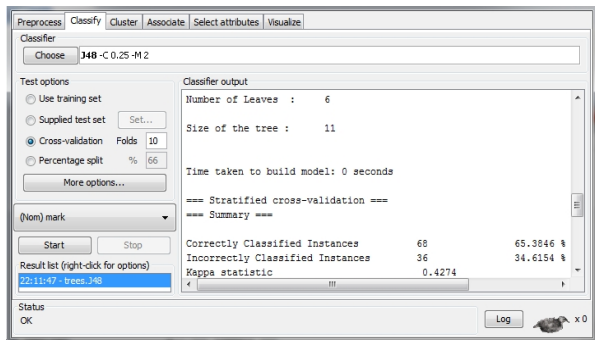 Preprocess Classify Cluster Associate Select attributes Visualize
Classifier
Choose J48 -C 0.25 -M 2
Test options
Use training set
Supplied test set Set...
Cross-validation Folds 10
Percentage split % 66
More options...
(Nom) mark
Start Stop
Result list (right-click for options)
22:11:47 - trees.J48
Classifier output
Number of Leaves : 6
Size of the tree : 11
Time taken to build model: 0 seconds
=== Stratified cross-validation ===
=== Summary ===
Correctly Classified Instances 68 65.3846 %
Incorrectly Classified Instances 36 34.6154 %
Kappa statistic 0.4274
Status
OK
Log x 0